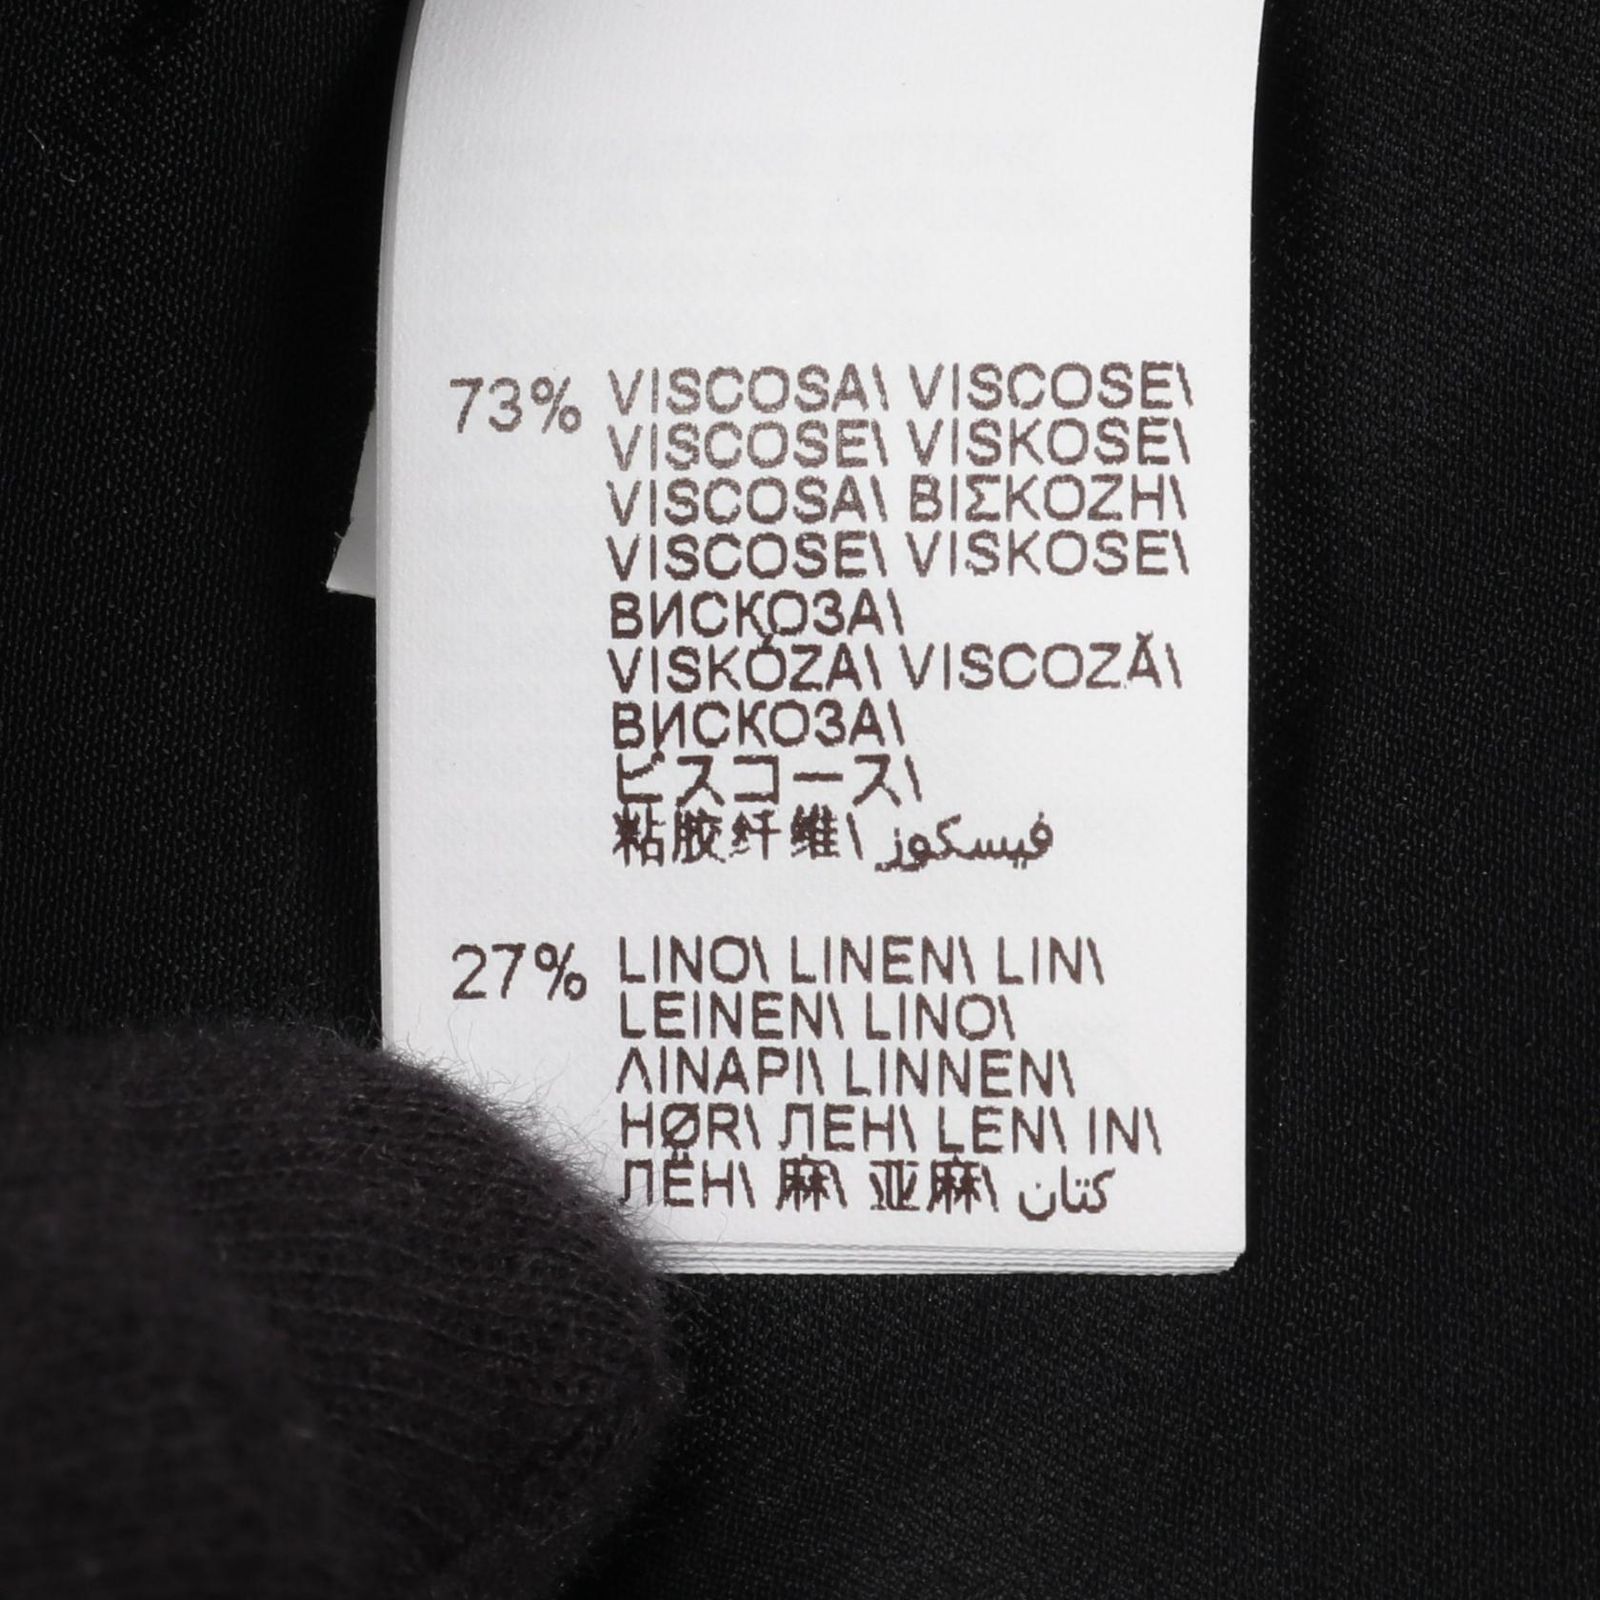 73% VISCOSA\ VISCOSE\
VISCOSE\ VISKOSE\
VISCOSA\ ΒΙΣΚΟΖΗ\
VISCOSE\ VISKOSE\
ВИСКОЗА\
VISKÓZA\ VISCOZĂ\
ВИСКОЗА\
ビスコース\
粘胶纤维\ فيسكوز
27% LINO\ LINEN\ LIN\
LEINEN\ LINO\
ΛΙΝΑΡΙ\ LINNEN\
HØR\ ЛЕН\ LEN\ IN\
ЛЁН\ 麻\ 亚麻\ كتان